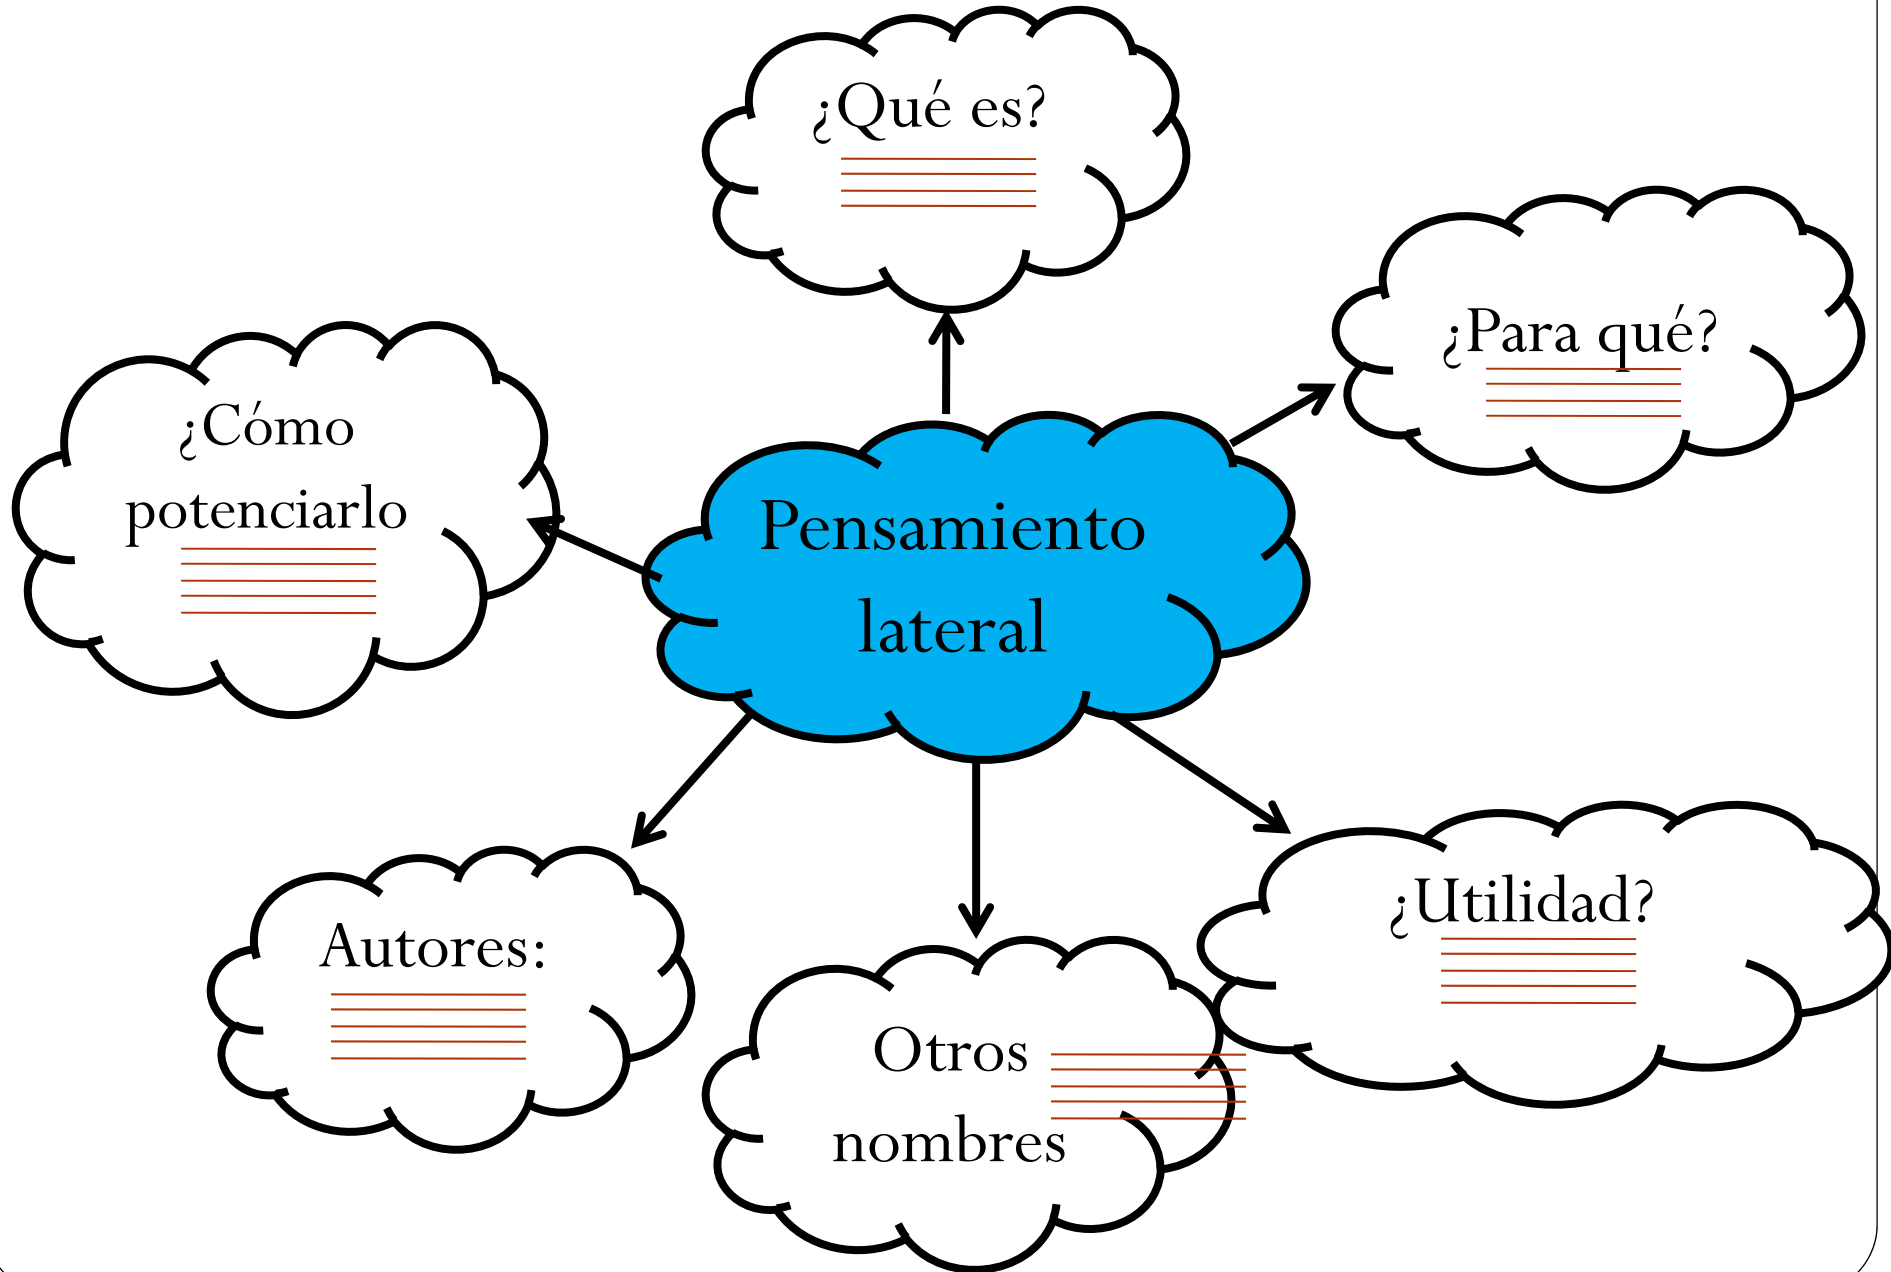 ¿Qué es?
¿Para qué?
¿Cómo
potenciarlo
Pensamiento
lateral
¿Utilidad?
Autores:
Otros
nombres